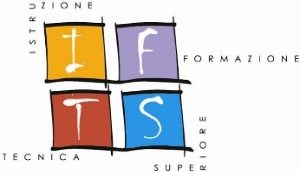 ISTRUZIONE
I F
FORMAZIONE
T S
TECNICA
SUPERIORE